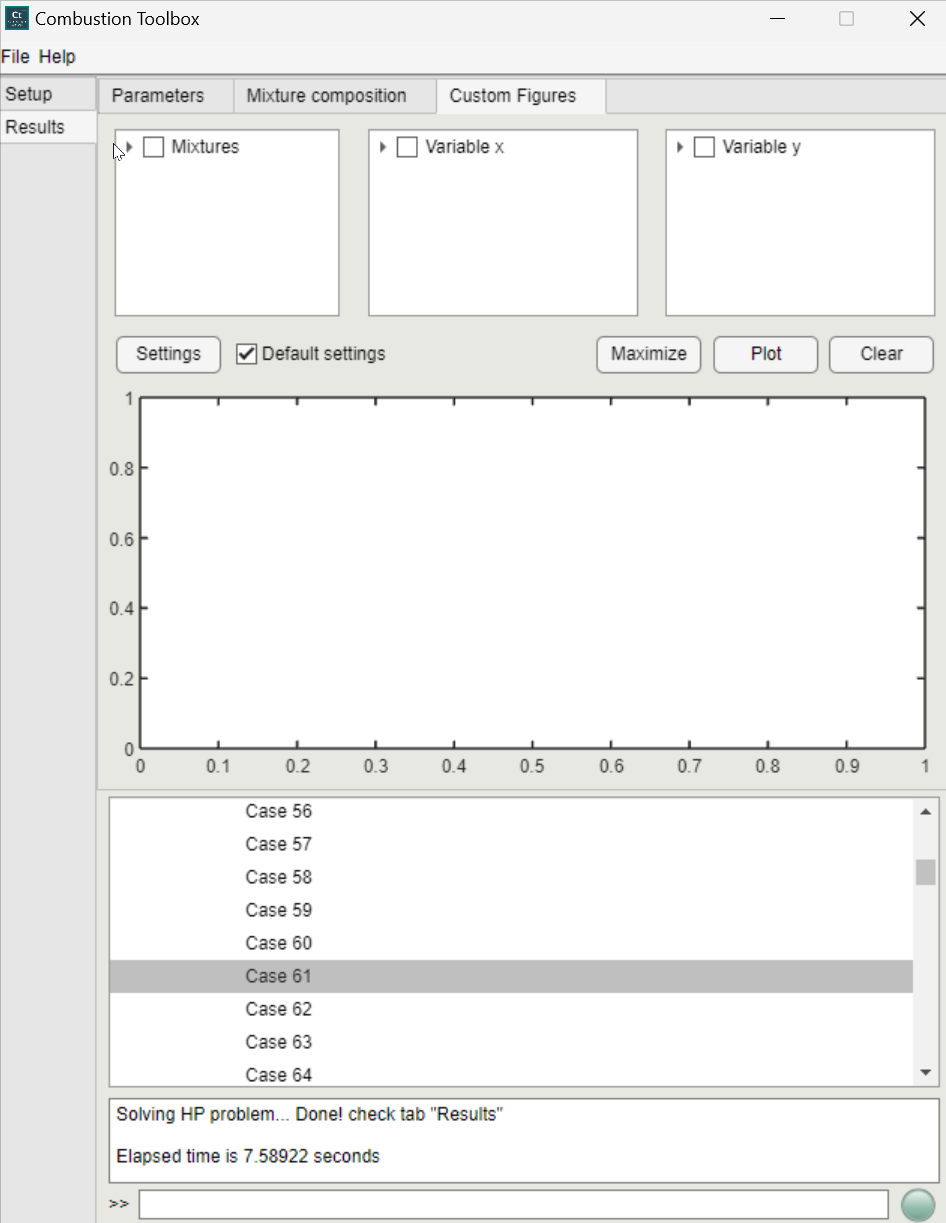 Ct
Combustion Toolbox
File Help
Setup
Results
Parameters
Mixture composition
Custom Figures
Mixtures
Variable x
Variable y
Settings
Default settings
Maximize
Plot
Clear
1
0.8
0.6
0.4
0.2
0
0 0.1 0.2 0.3 0.4 0.5 0.6 0.7 0.8 0.9 1
Case 56
Case 57
Case 58
Case 59
Case 60
Case 61
Case 62
Case 63
Case 64
Solving HP problem... Done! check tab "Results"
Elapsed time is 7.58922 seconds
>>